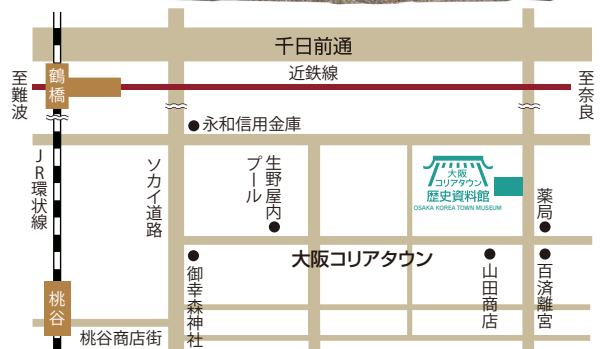 千日前通
近鉄線
至難波
鶴橋
至奈良
永和信用金庫
JR環状線
ソカイ道路
生野屋内
プール
大阪
コリアタウン
歴史資料館
OSAKA KOREA TOWN MUSEUM
薬局
大阪コリアタウン
御幸森神社
山田商店
百済離宮
桃谷
桃谷商店街